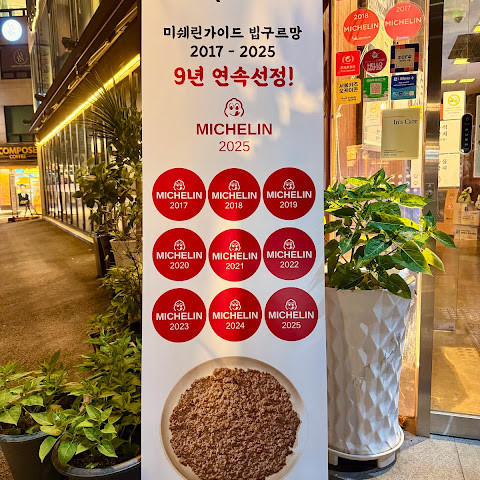 미쉐린가이드 빕구르망
2017 - 2025
9년 연속선정!
MICHELIN
2025
MICHELIN
2017
MICHELIN
2018
MICHELIN
2019
MICHELIN
2020
MICHELIN
2021
MICHELIN
2022
MICHELIN
2023
MICHELIN
2024
MICHELIN
2025
2018
MICHELIN
2017
MICHELIN
COMPOSE
COFFEE